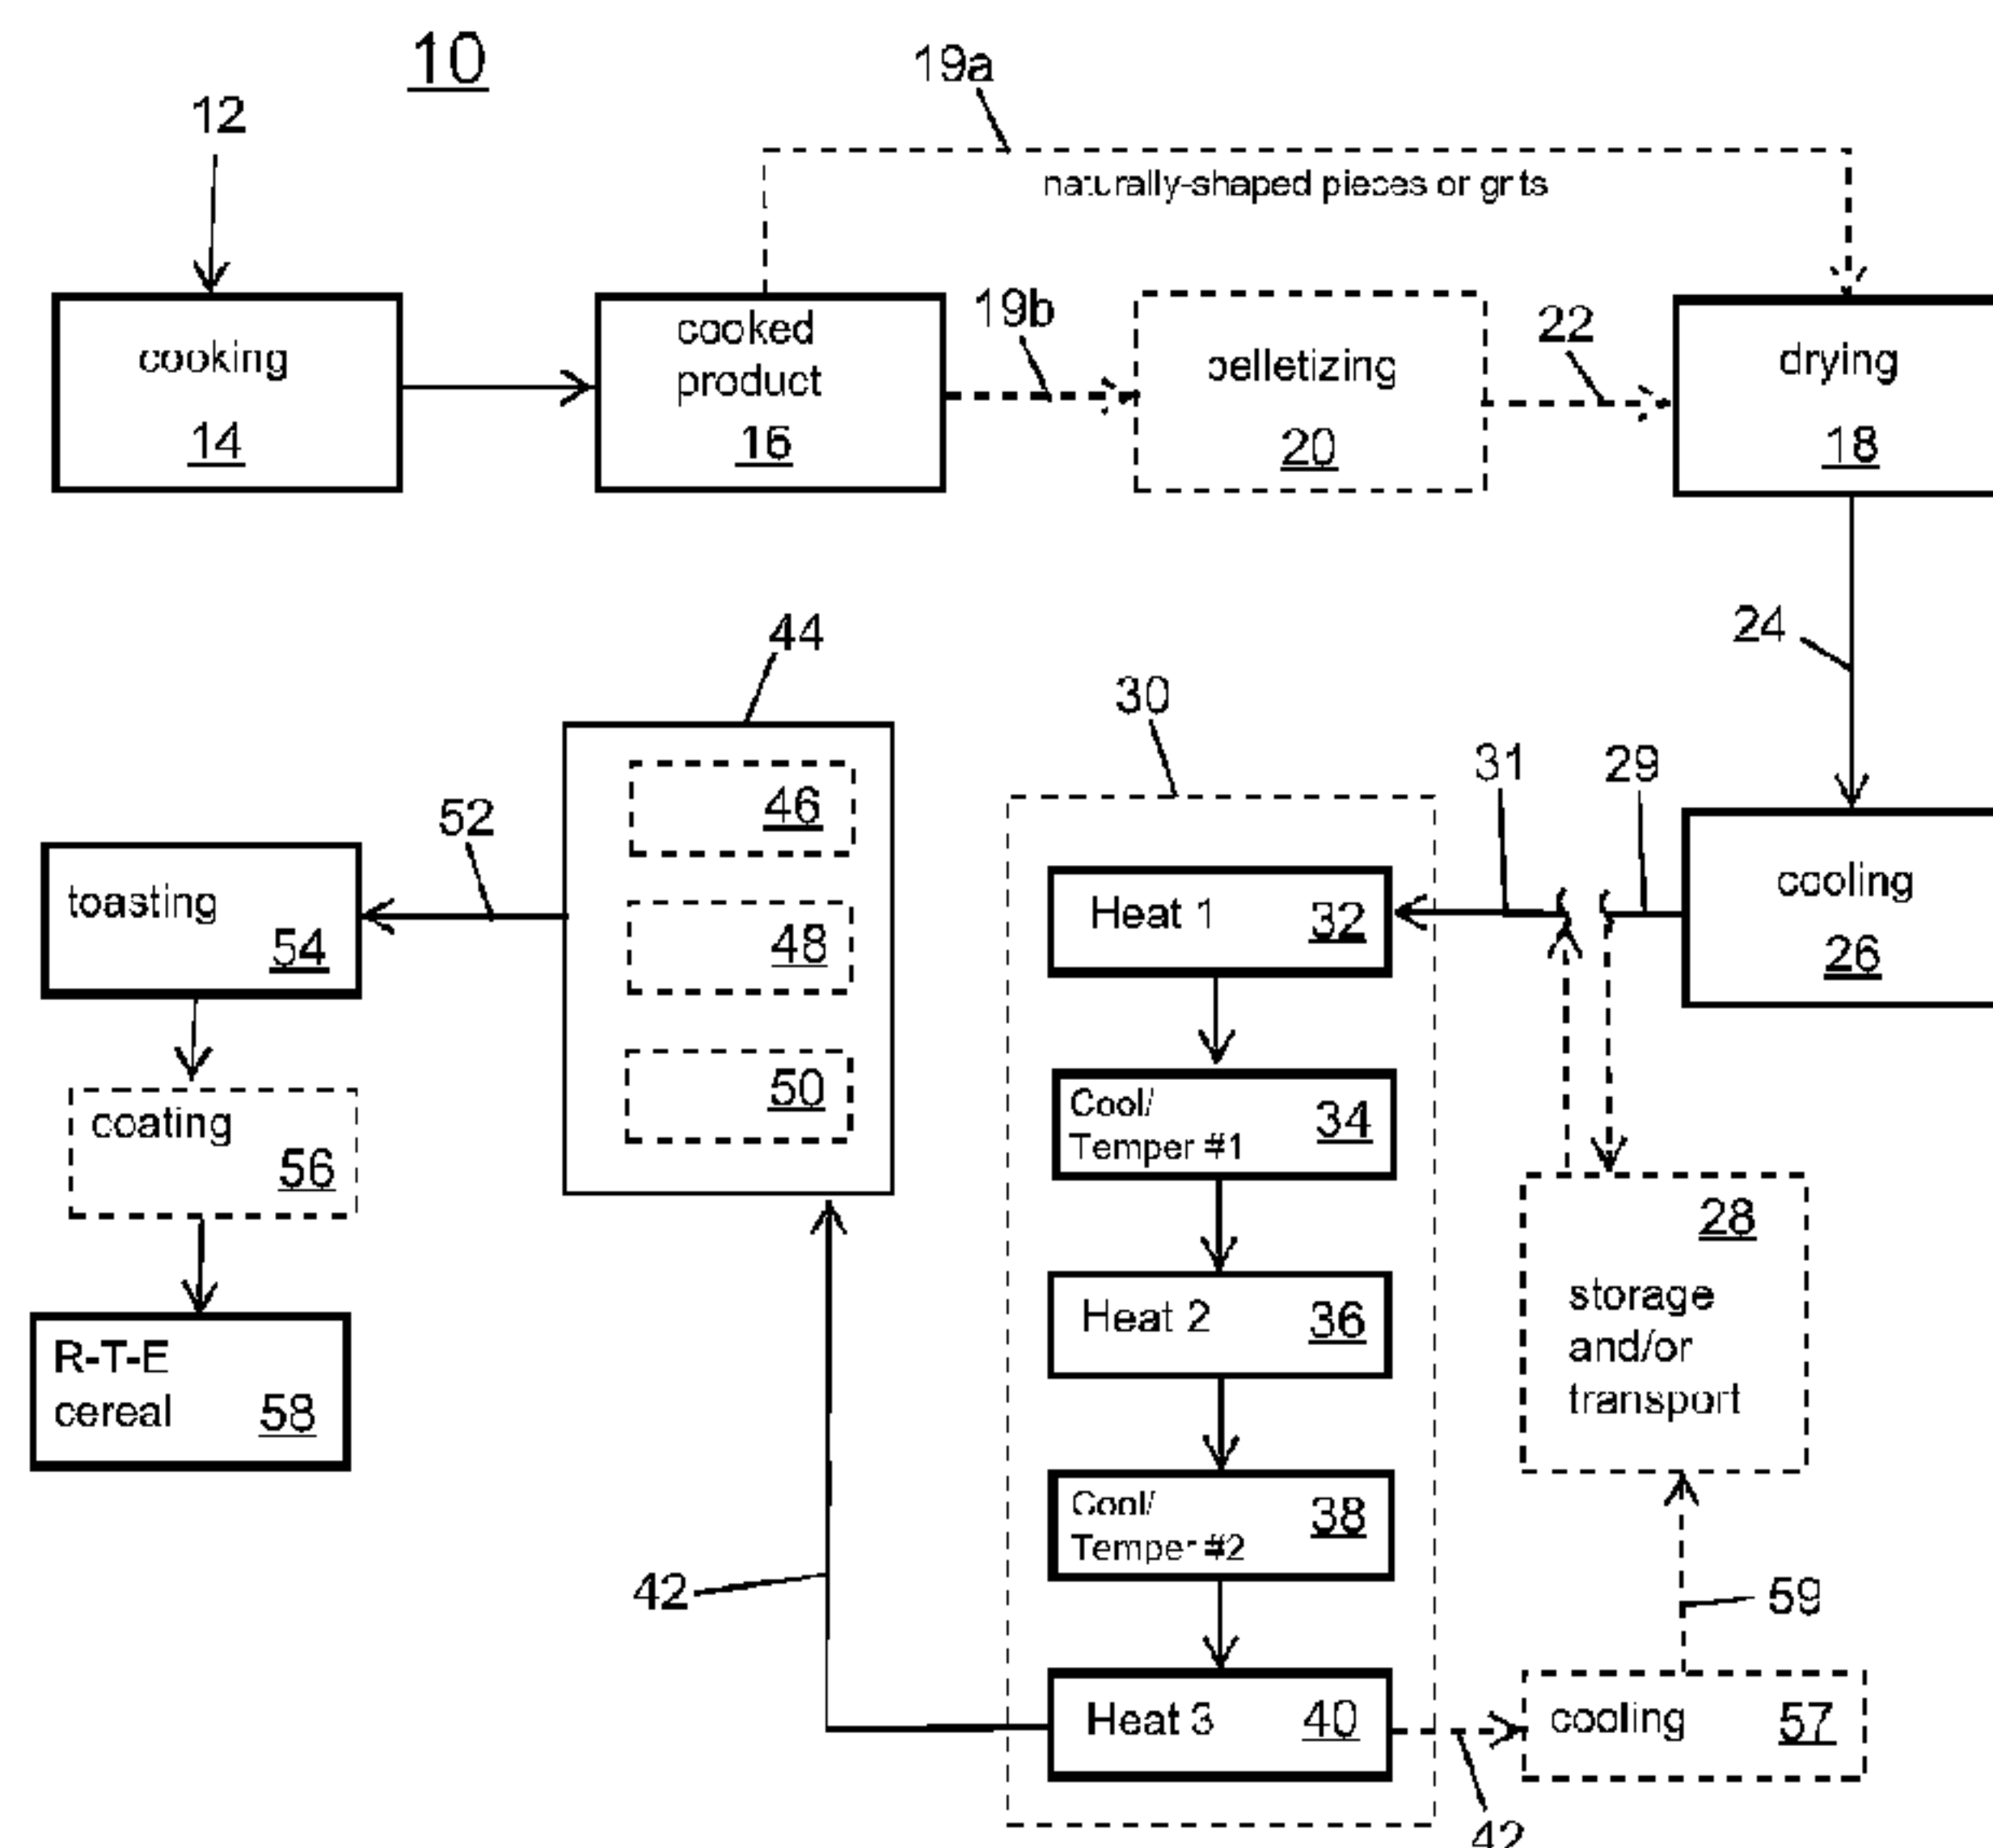 10
19a
12
naturally-shaped pieces or grits
cooking
14
cooked
product
16
19b
pelletizing
20
22
drying
18
24
44
30
31
29
46
52
toasting
54
48
Heat 1
32
cooling
26
50
Cool/
Temper #1
34
coating
56
28
storage
and/or
transport
Heat 2
36
R-T-E
cereal
58
Cool/
Temper #2
38
42
59
Heat 3
40
cooling
57
42